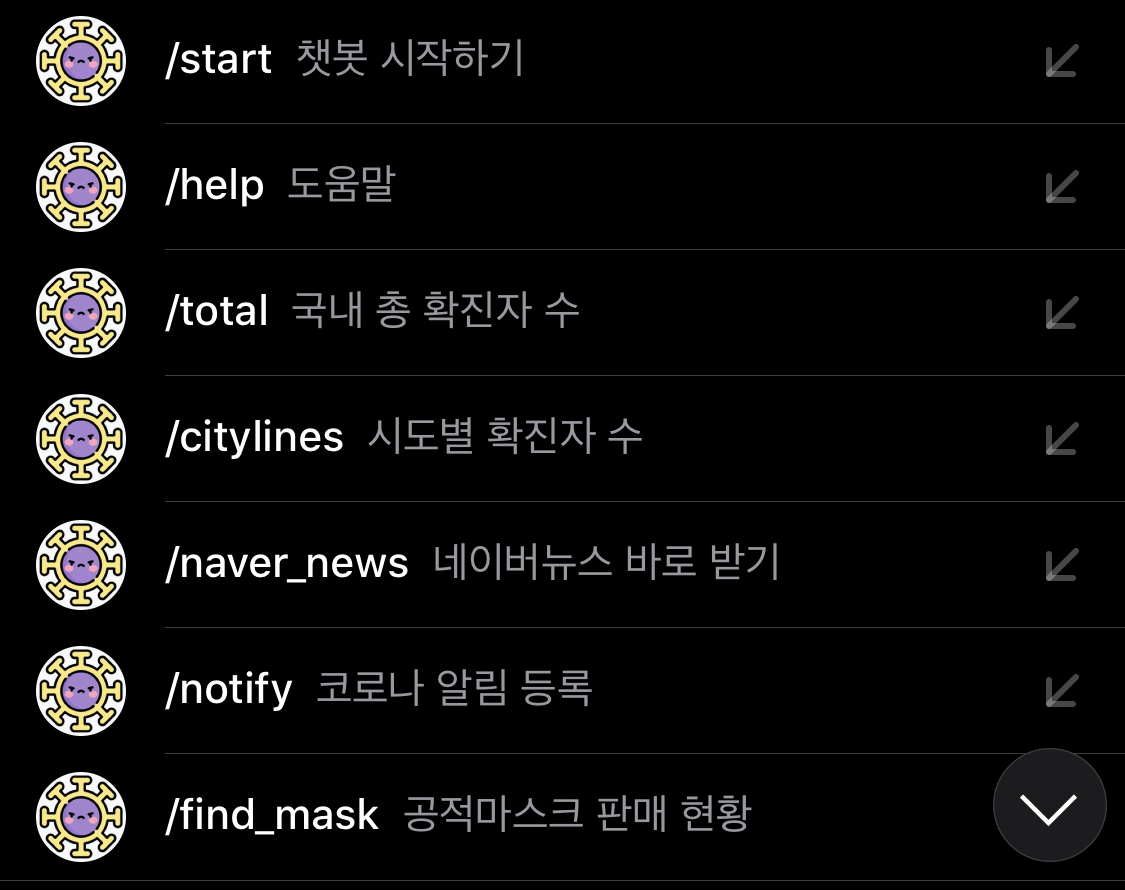 /start 챗봇 시작하기
/help 도움말
/total 국내 총 확진자 수
/citylines 시도별 확진자 수
/naver_news 네이버뉴스 바로 받기
/notify 코로나 알림 등록
/find_mask 공적마스크 판매 현황